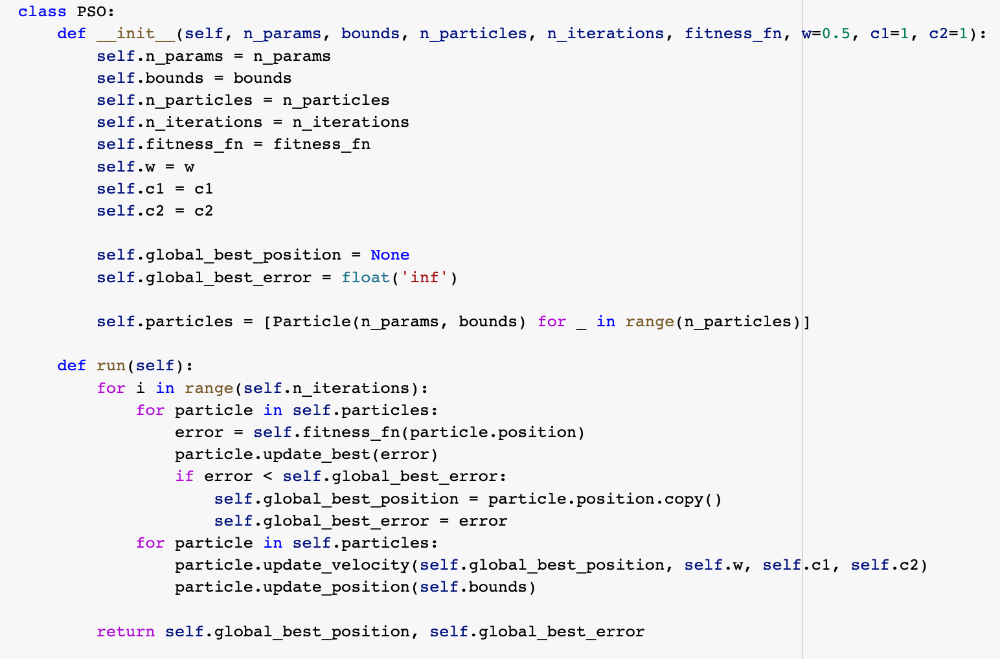 class PSO:
    def __init__(self, n_params, bounds, n_particles, n_iterations, fitness_fn, w=0.5, c1=1, c2=1):
        self.n_params = n_params
        self.bounds = bounds
        self.n_particles = n_particles
        self.n_iterations = n_iterations
        self.fitness_fn = fitness_fn
        self.w = w
        self.c1 = c1
        self.c2 = c2

        self.global_best_position = None
        self.global_best_error = float('inf')

        self.particles = [Particle(n_params, bounds) for _ in range(n_particles)]

    def run(self):
        for i in range(self.n_iterations):
            for particle in self.particles:
                error = self.fitness_fn(particle.position)
                particle.update_best(error)
                if error < self.global_best_error:
                    self.global_best_position = particle.position.copy()
                    self.global_best_error = error
            for particle in self.particles:
                particle.update_velocity(self.global_best_position, self.w, self.c1, self.c2)
                particle.update_position(self.bounds)

        return self.global_best_position, self.global_best_error